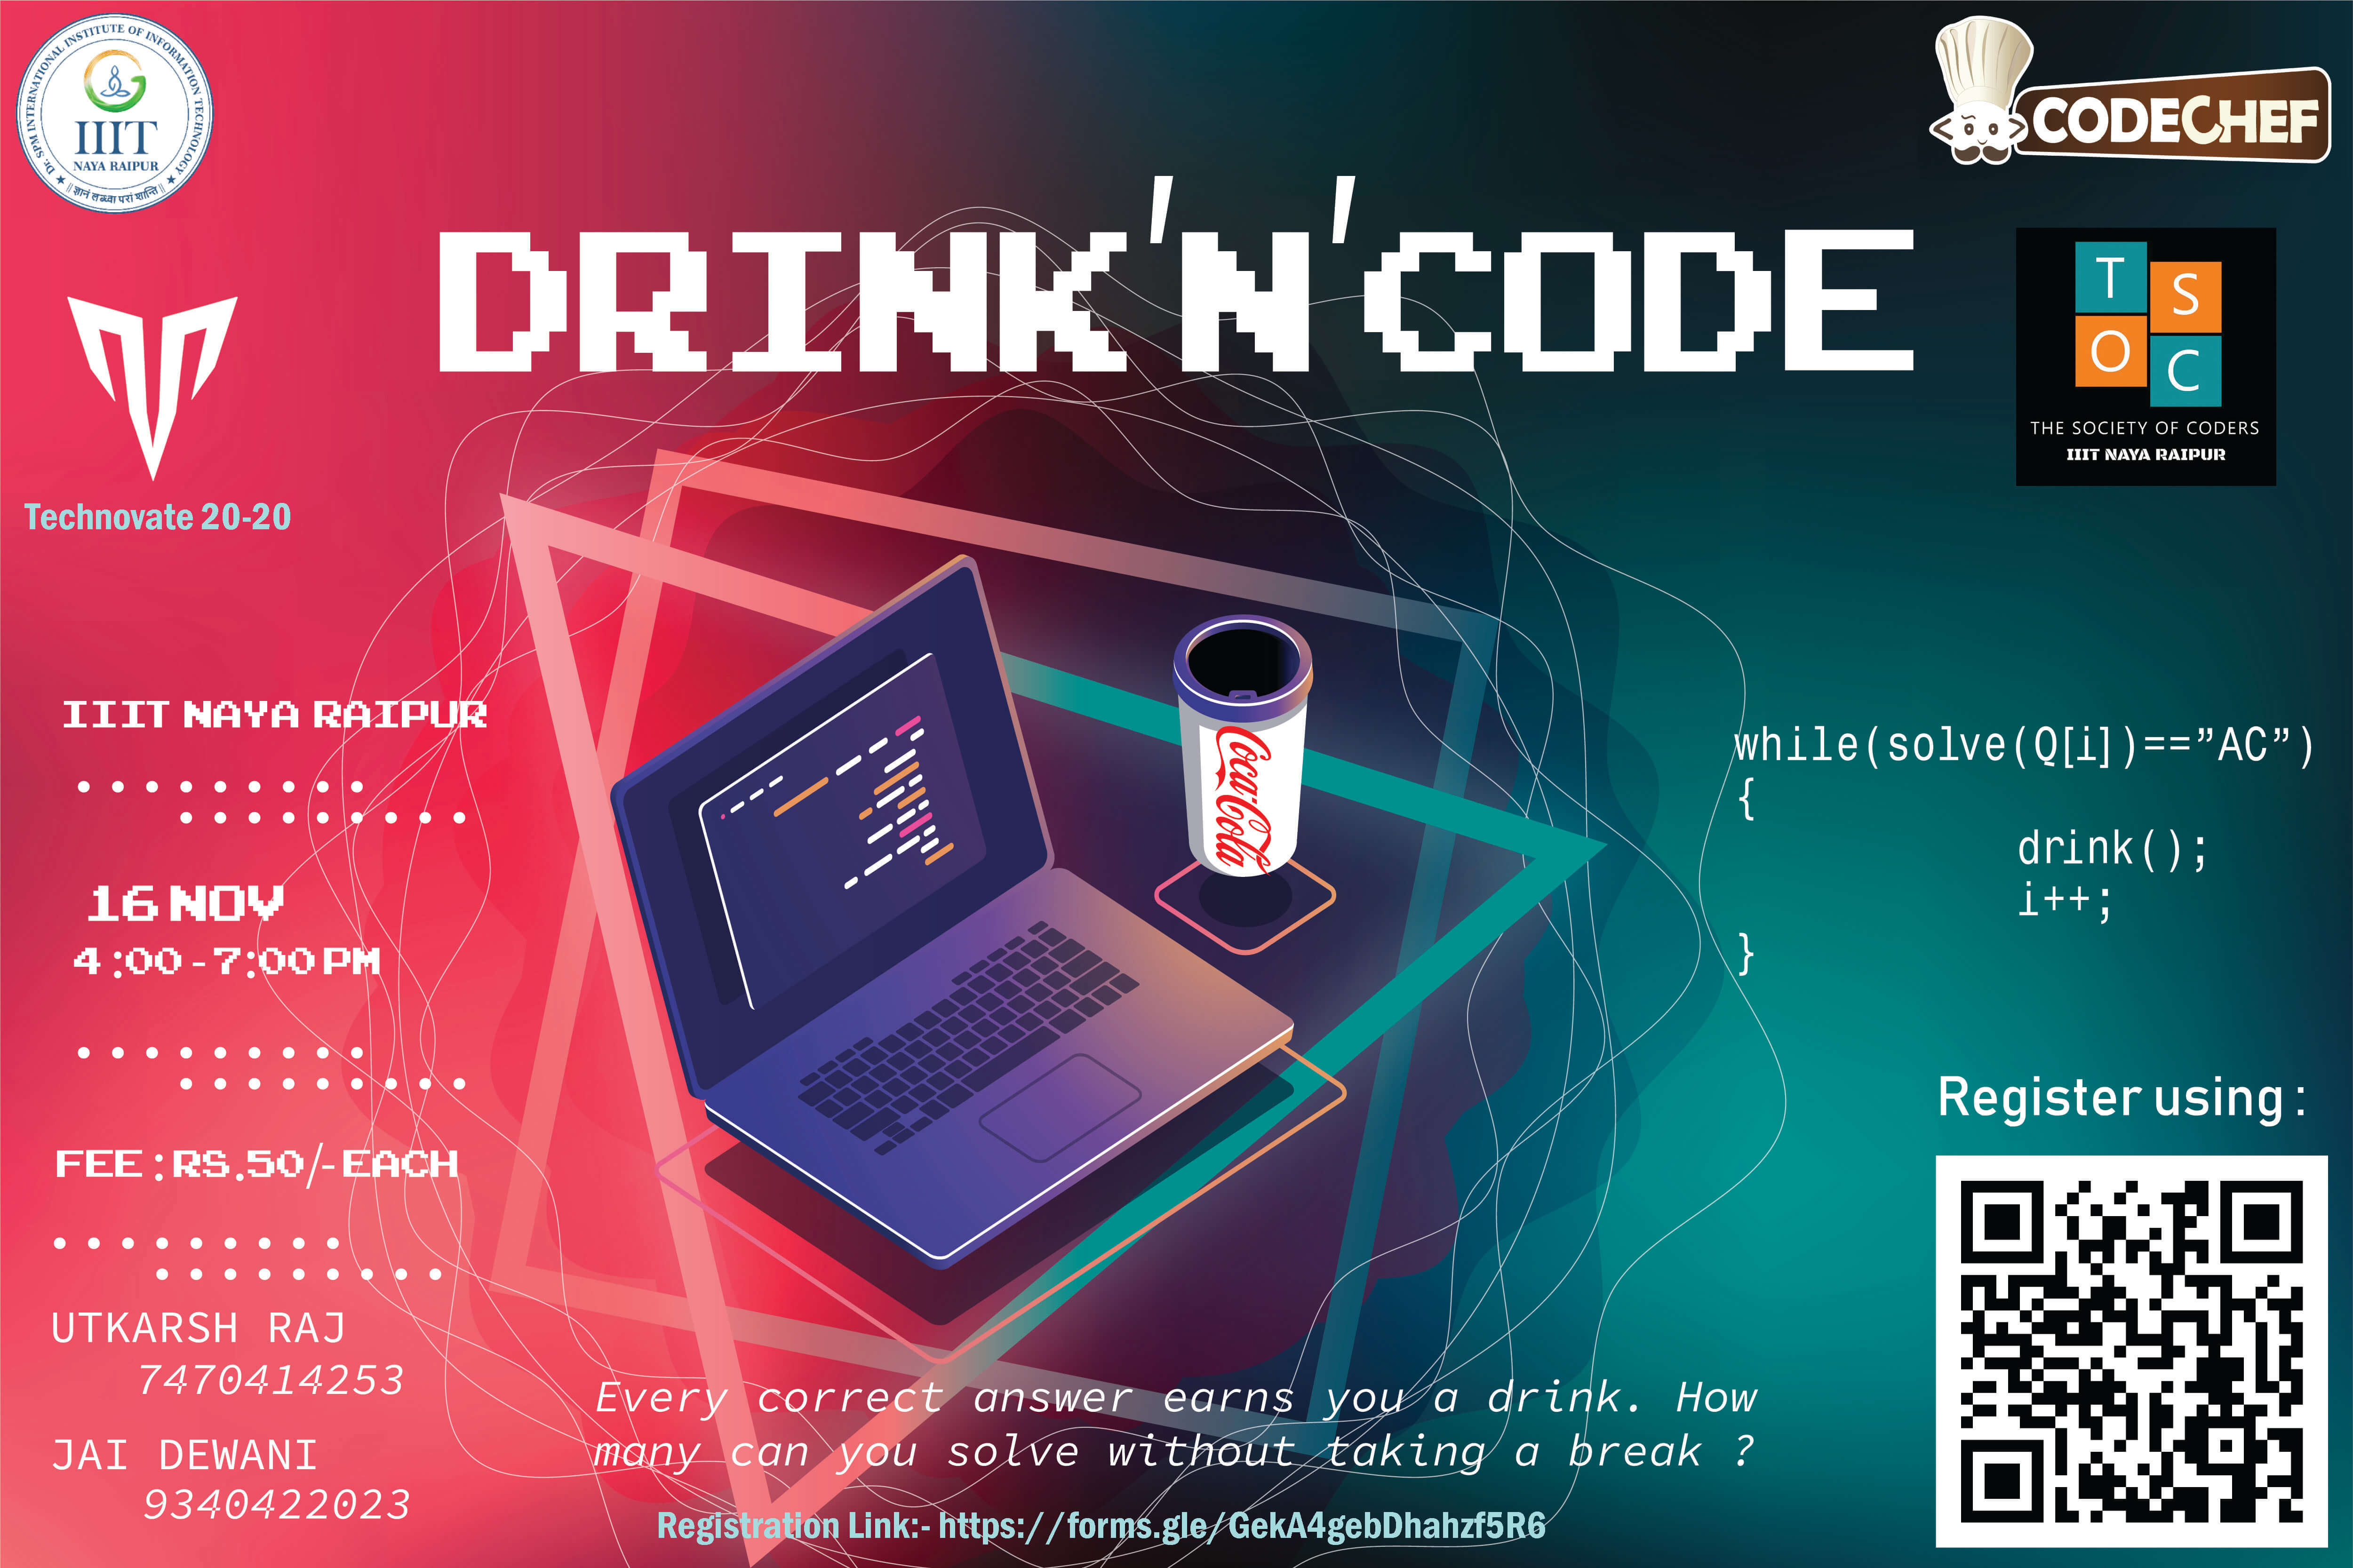 Dr. SPM INTERNATIONAL INSTITUTE OF INFORMATION TECHNOLOGY
IIIT
NAYA RAIPUR
CODECHEF
DRINK'N'CODE
T
S
O
C
THE SOCIETY OF CODERS
IIIT NAYA RAIPUR
Technovate 20-20
IIIT NAYA RAIPUR
16 NOV
4 :00 - 7:00 PM
FEE : RS.50/- EACH
UTKARSH RAJ
7470414253
JAI DEWANI
9340422023
Coca-Cola
while(solve(Q[i])==”AC”)
{
drink();
i++;
}
Register using :
Every correct answer earns you a drink. How
many can you solve without taking a break ?
Registration Link:- https://forms.gle/GekA4gebDhahzf5R6